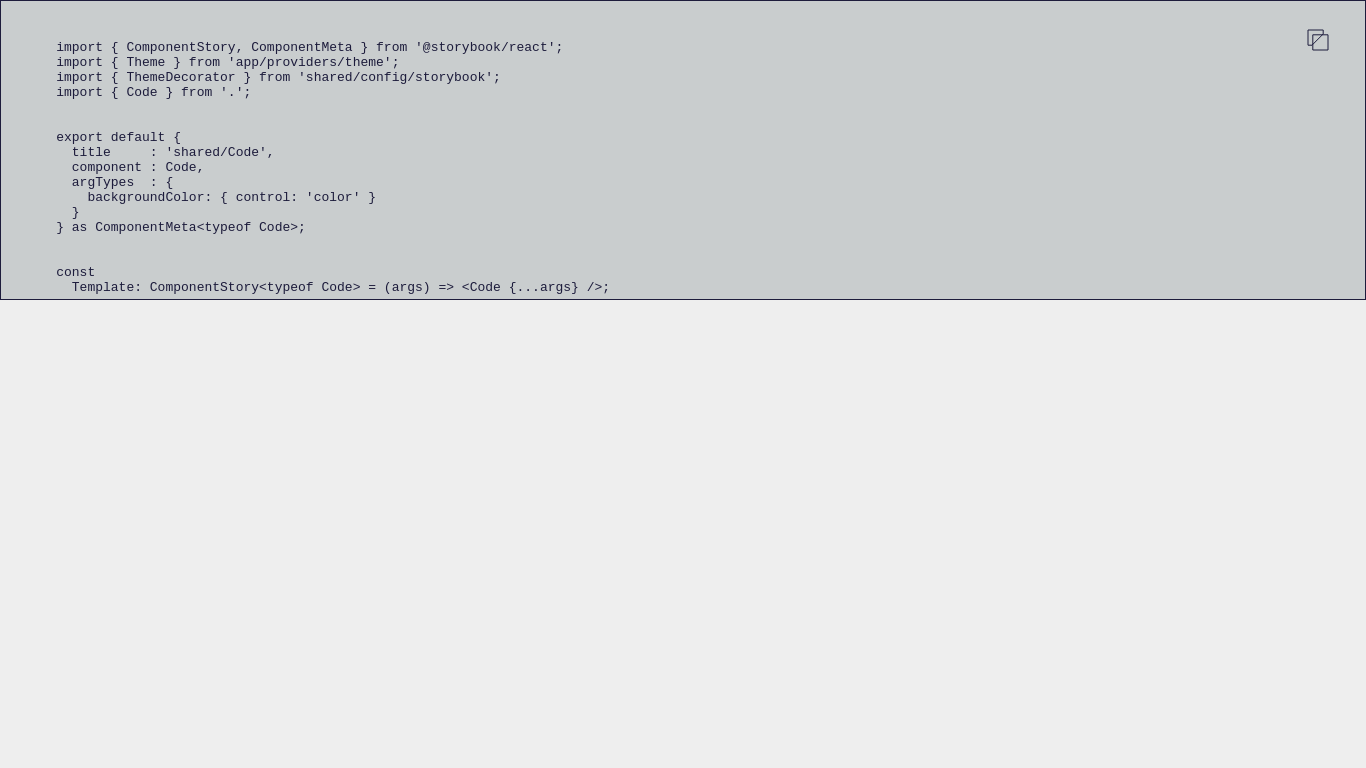 import { ComponentStory, ComponentMeta } from '@storybook/react';
import { Theme } from 'app/providers/theme';
import { ThemeDecorator } from 'shared/config/storybook';
import { Code } from '.';


export default {
  title     : 'shared/Code',
  component : Code,
  argTypes  : {
    backgroundColor: { control: 'color' }
  }
} as ComponentMeta<typeof Code>;


const
  Template: ComponentStory<typeof Code> = (args) => <Code {...args} />;